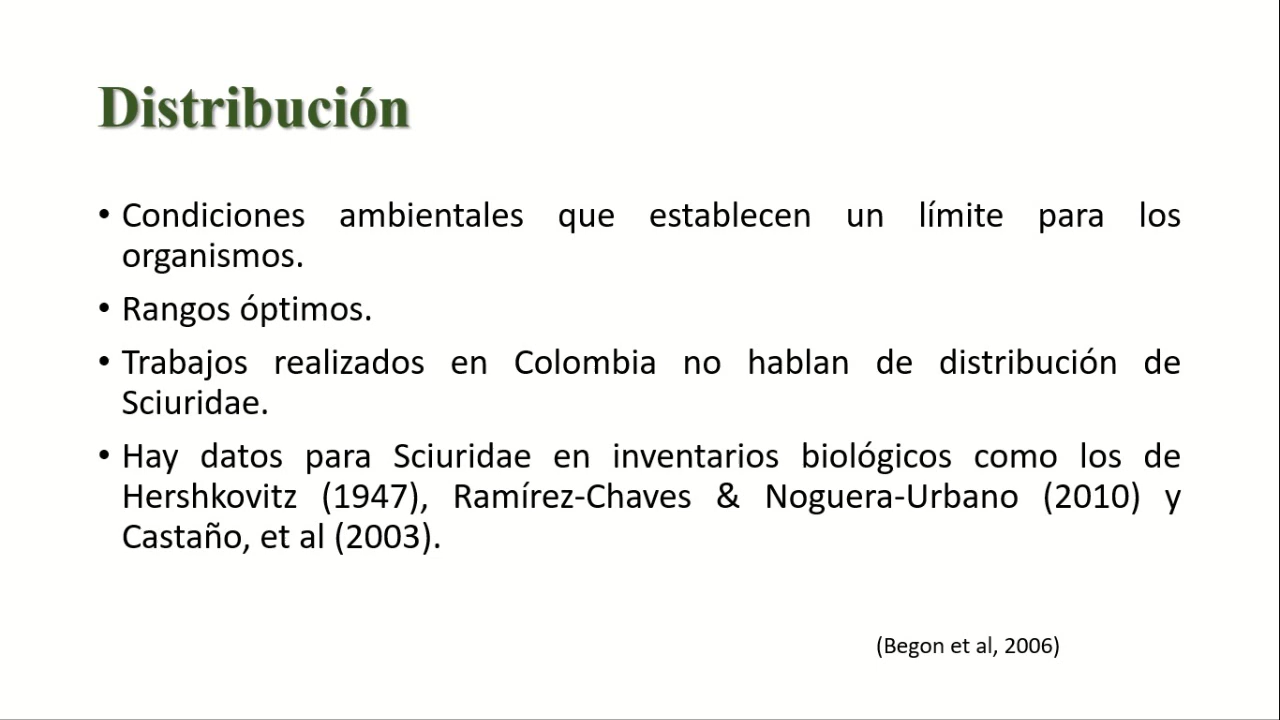 Distribución
• Condiciones ambientales que establecen un límite para los
organismos.
• Rangos óptimos.
• Trabajos realizados en Colombia no hablan de distribución de
Sciuridae.
• Hay datos para Sciuridae en inventarios biológicos como los de
Hershkovitz (1947), Ramírez-Chaves & Noguera-Urbano (2010) y
Castaño, et al (2003).
(Begon et al, 2006)